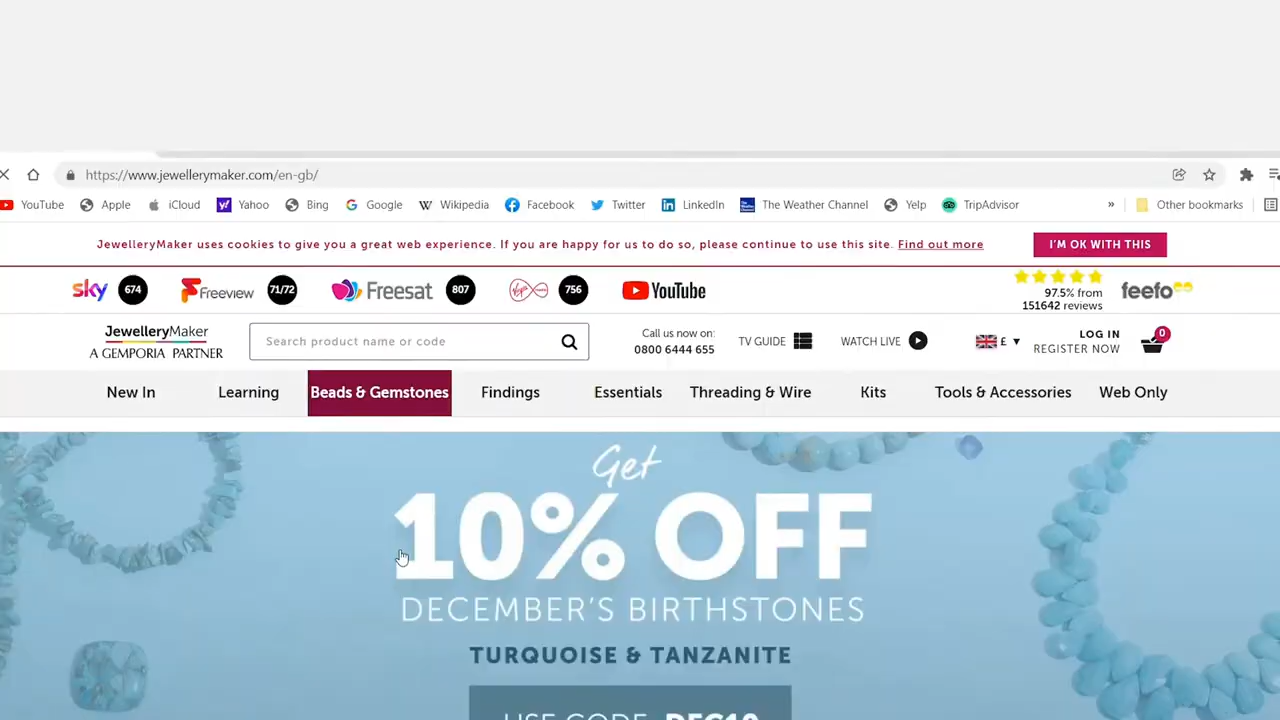 https://www.jewellerymaker.com/en-gb/
YouTube Apple iCloud Yahoo Bing Google Wikipedia Facebook Twitter LinkedIn The Weather Channel Yelp TripAdvisor » Other bookmarks
JewelleryMaker uses cookies to give you a great web experience. If you are happy for us to do so, please continue to use this site. Find out more
I'M OK WITH THIS
sky 674 Freeview 71/72 Freesat 807 Virgin media 756 YouTube
97.5% from
151642 reviews
feefo
JewelleryMaker
A GEMPORIA PARTNER
Search product name or code
Call us now on:
0800 6444 655
TV GUIDE
WATCH LIVE
£ ▼
LOG IN
REGISTER NOW
0
New In Learning Beads & Gemstones Findings Essentials Threading & Wire Kits Tools & Accessories Web Only
Get
10% OFF
DECEMBER'S BIRTHSTONES
TURQUOISE & TANZANITE
USE CODE DEC10